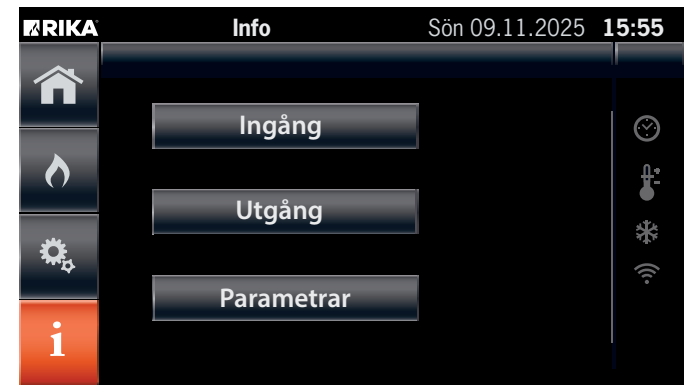 RIKA Info Sön 09.11.2025 15:55
Ingång
Utgång
Parametrar
i